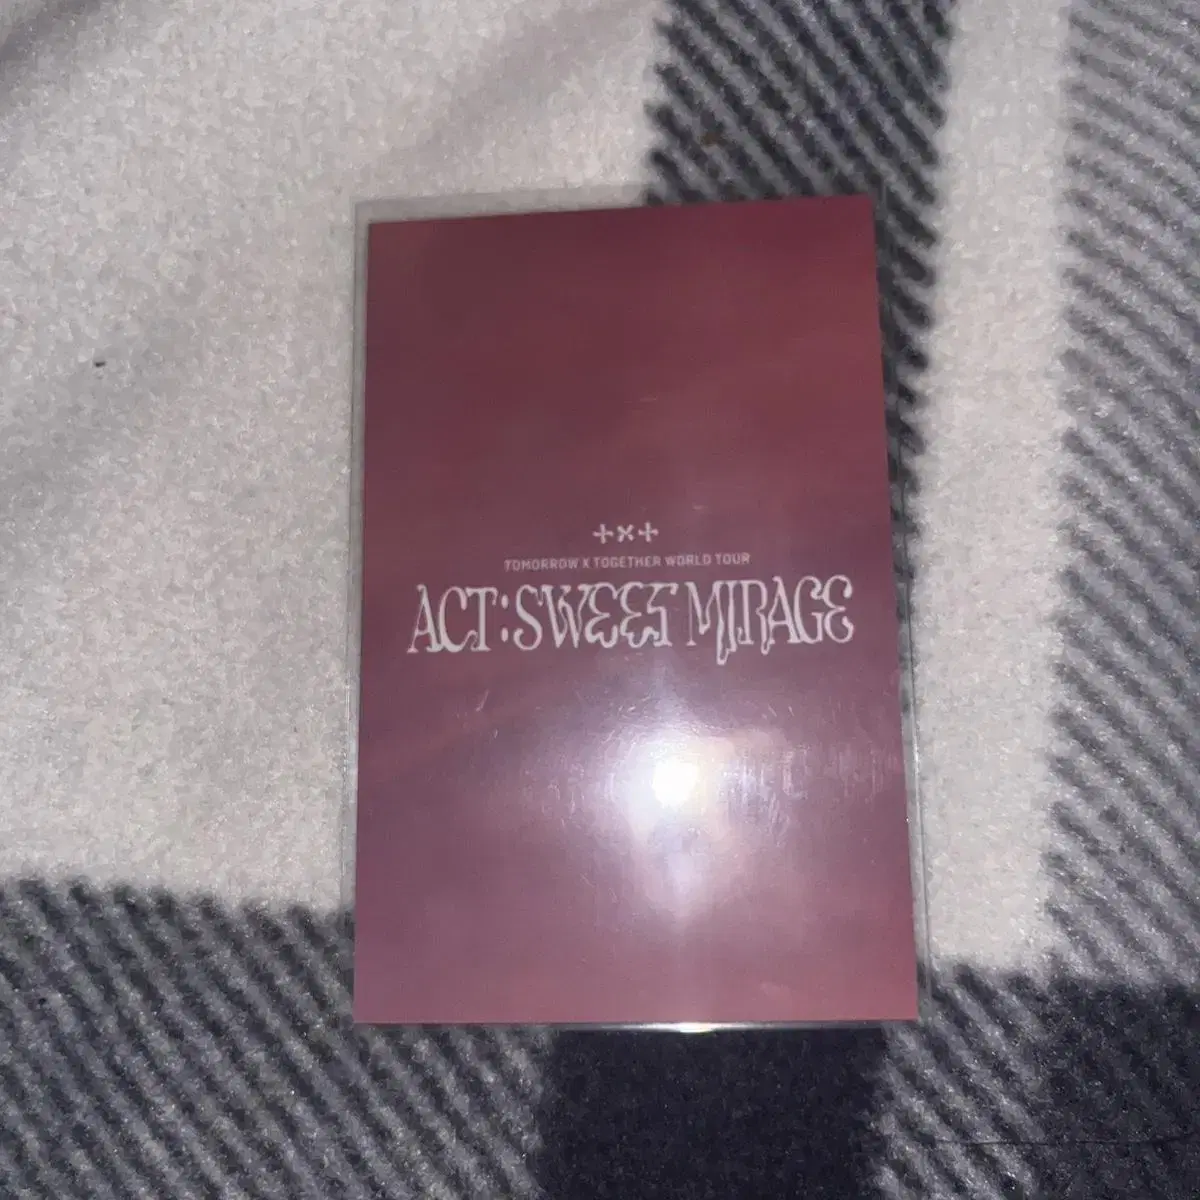 +×+
TOMORROW X TOGETHER WORLD TOUR
ACT:SWEET MIRAGE